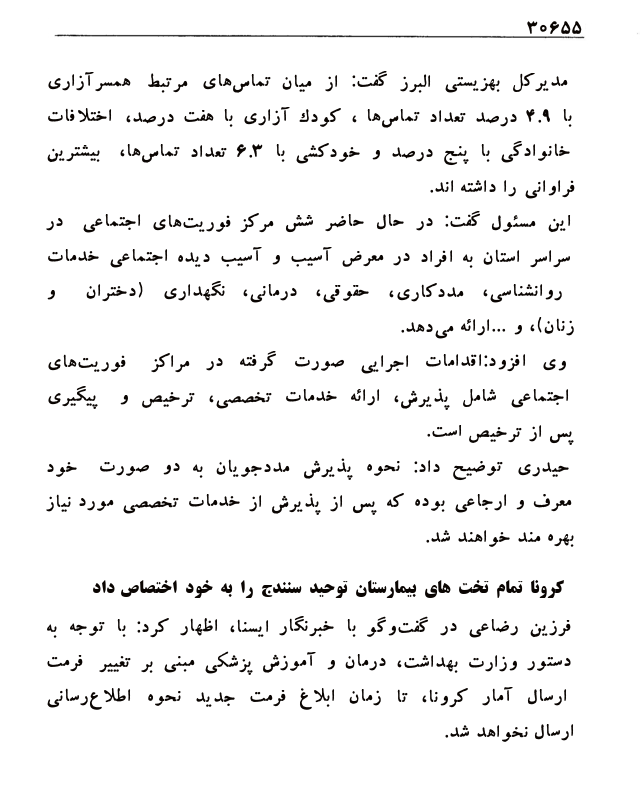 ۳۰۶۵۵
مدیرکل بهزیستی البرز گفت: از میان تماس‌های مرتبط همسرآزاری
با ۴.۹ درصد تعداد تماس‌ها ، کودك آزاری با هفت درصد، اختلافات
خانوادگی با پنج درصد و خودکشی با ۶.۳ تعداد تماس‌ها، بیشترین
فراوانی را داشته اند.
این مسئول گفت: در حال حاضر شش مرکز فوریت‌های اجتماعی در
سراسر استان به افراد در معرض آسیب و آسیب دیده اجتماعی خدمات
روانشناسی، مددکاری، حقوقی، درمانی، نگهداری (دختران و
زنان)، و ...ارائه می‌دهد.
وی افزود:اقدامات اجرایی صورت گرفته در مراکز فوریت‌های
اجتماعی شامل پذیرش، ارائه خدمات تخصصی، ترخیص و پیگیری
پس از ترخیص است.
حیدری توضیح داد: نحوه پذیرش مددجویان به دو صورت خود
معرف و ارجاعی بوده که پس از پذیرش از خدمات تخصصی مورد نیاز
بهره مند خواهند شد.
کرونا تمام تخت های بیمارستان توحید سنندج را به خود اختصاص داد
فرزین رضاعی در گفت‌وگو با خبرنگار ایسنا، اظهار کرد: با توجه به
دستور وزارت بهداشت، درمان و آموزش پزشکی مبنی بر تغییر فرمت
ارسال آمار کرونا، تا زمان ابلاغ فرمت جدید نحوه اطلاع‌رسانی
ارسال نخواهد شد.